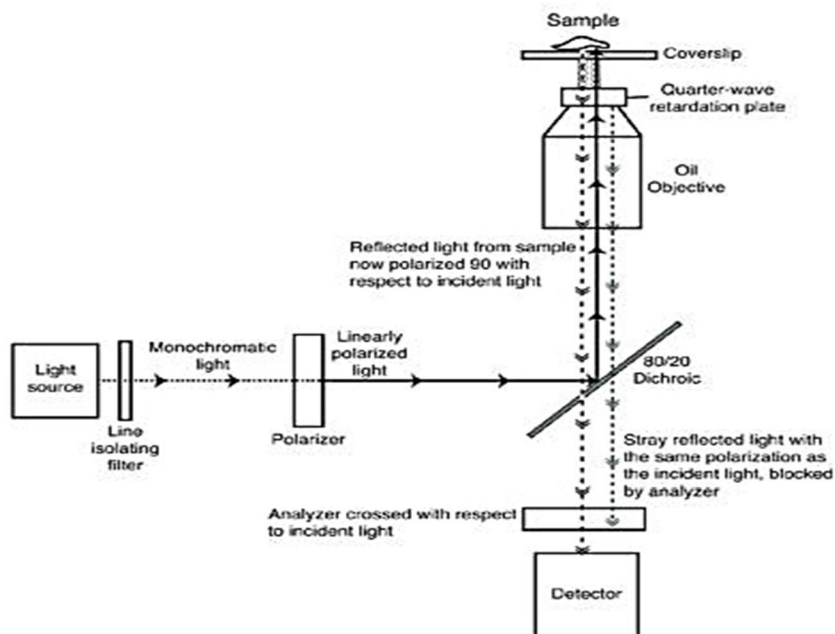 Sample
Coverslip
Quarter-wave
retardation plate
Oil
Objective
Reflected light from sample
now polarized 90 with
respect to incident light
Light
source
Line
isolating
filter
Monochromatic
light
Polarizer
Linearly
polarized
light
80/20
Dichroic
Stray reflected light with
the same polarization as
the incident light, blocked
by analyzer
Analyzer crossed with respect
to incident light
Detector